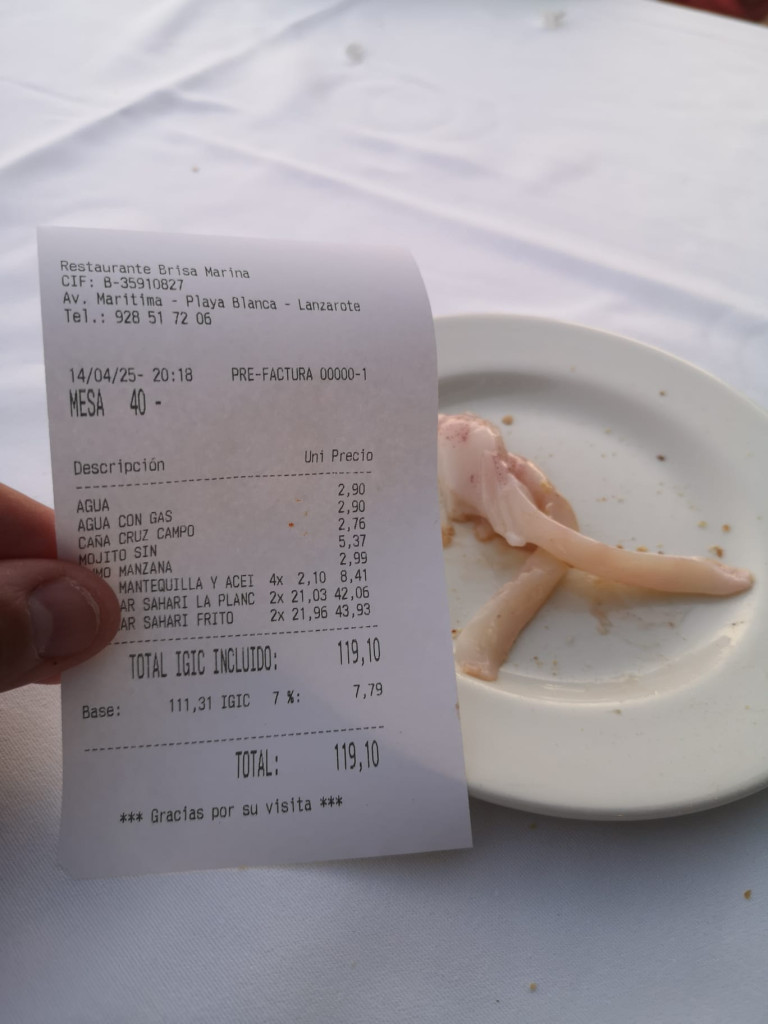 Restaurante Brisa Marina
CIF: B-35910827
Av. Maritima - Playa Blanca - Lanzarote
Tel.: 928 51 72 06
14/04/25- 20:18 PRE-FACTURA 00000-1
MESA 40 -
Descripción Uni Precio
AGUA 2,90
AGUA CON GAS 2,90
CAÑA CRUZ CAMPO 2,76
MOJITO SIN 5,37
MANZANA 2,99
MANTEQUILLA Y ACEI 4x 2,10 8,41
SAHARI LA PLANC 2x 21,03 42,06
SAHARI FRITO 2x 21,96 43,93
TOTAL IGIC INCLUIDO: 119,10
Base: 111,31 IGIC 7 %: 7,79
TOTAL: 119,10
*** Gracias por su visita ***